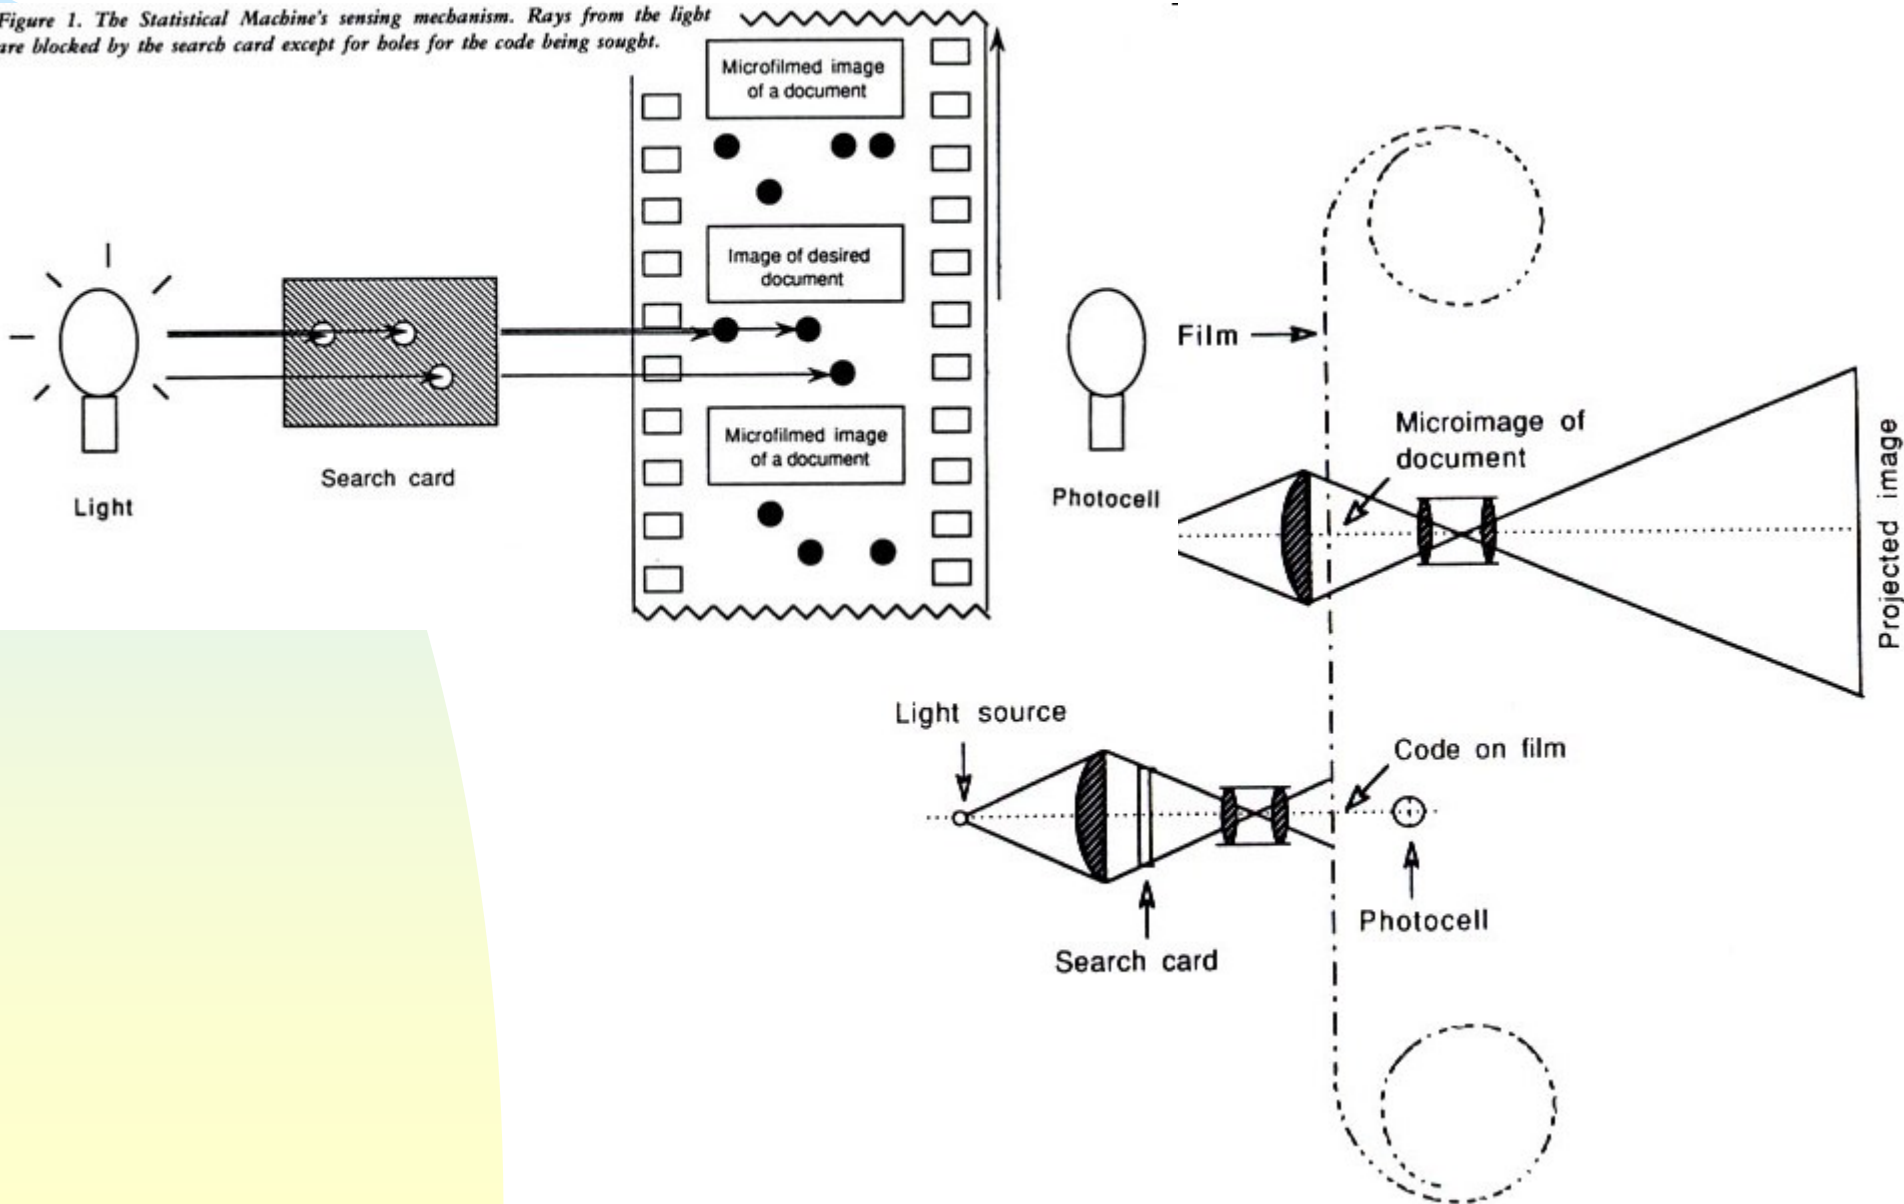 Figure 1. The Statistical Machine's sensing mechanism. Rays from the light
are blocked by the search card except for holes for the code being sought.
Microfilmed image
of a document
Image of desired
document
Microfilmed image
of a document
Light
Search card
Photocell
Film
Microimage of
document
Projected image
Light source
Code on film
Photocell
Search card